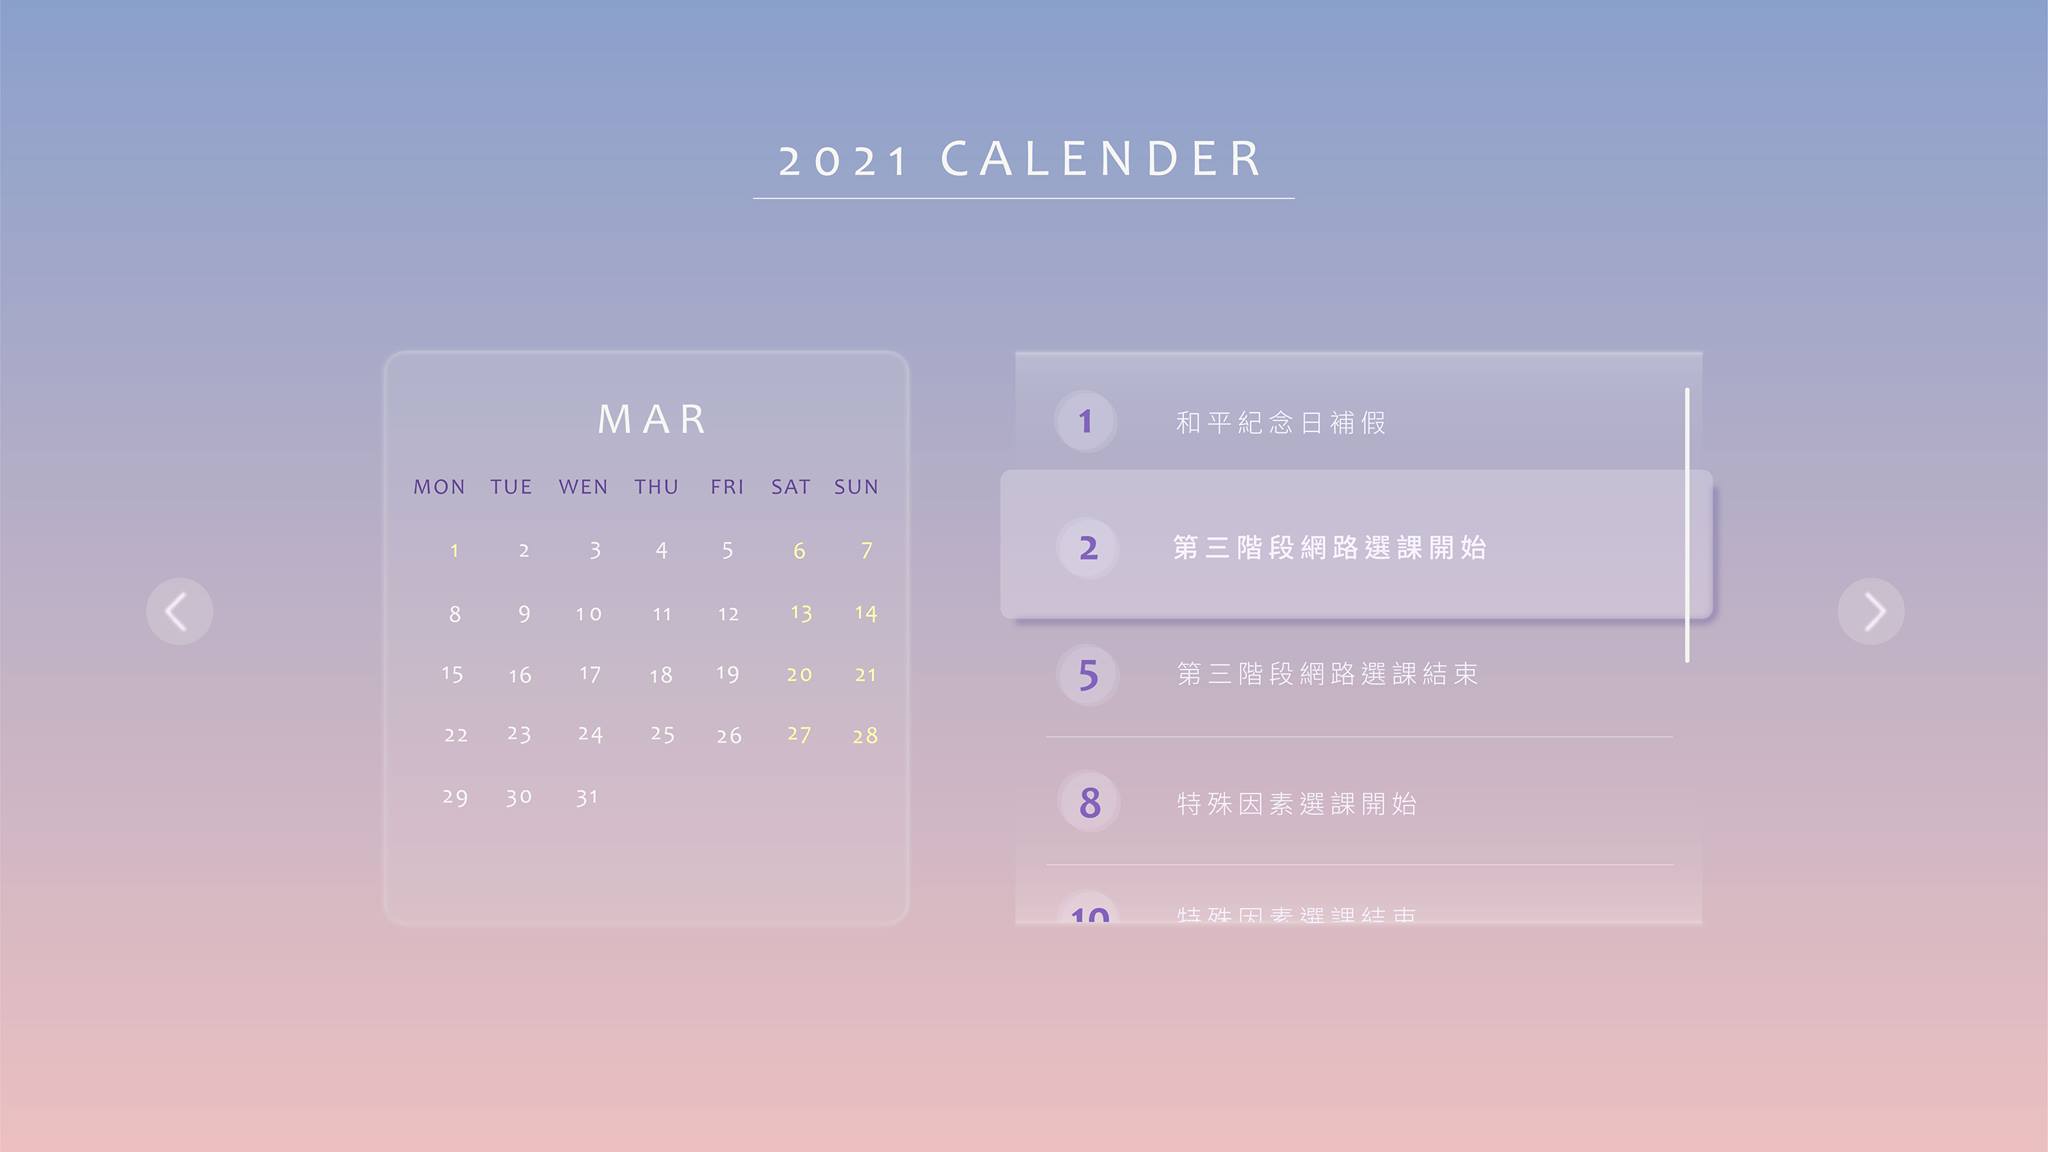 2021 CALENDER
MAR
MON TUE WEN THU FRI SAT SUN
1 2 3 4 5 6 7
8 9 10 11 12 13 14
15 16 17 18 19 20 21
22 23 24 25 26 27 28
29 30 31
1 和平紀念日補假
2 第三階段網路選課開始
5 第三階段網路選課結束
8 特殊因素選課開始
10 特殊因素選課結束